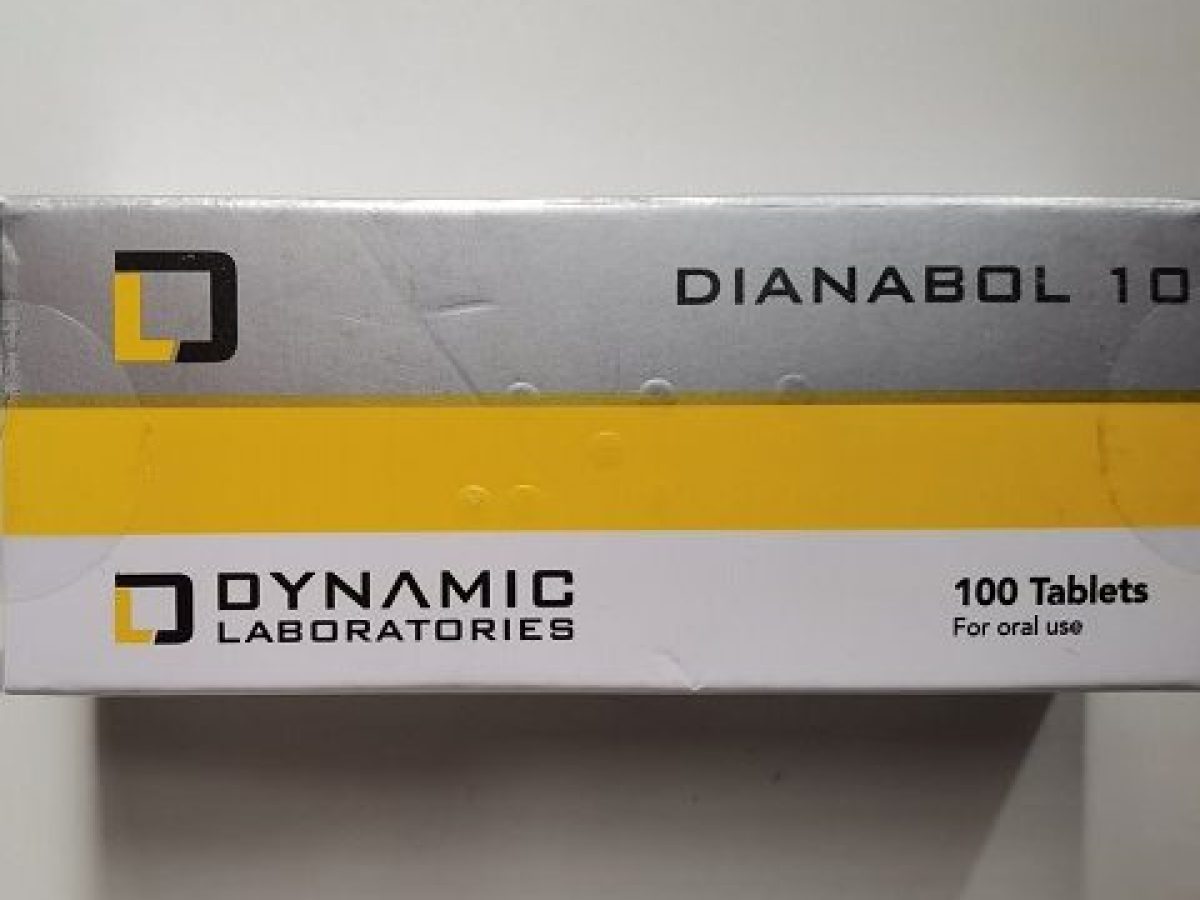 DIANABOL 10
DYNAMIC
LABORATORIES
100 Tablets
For oral use